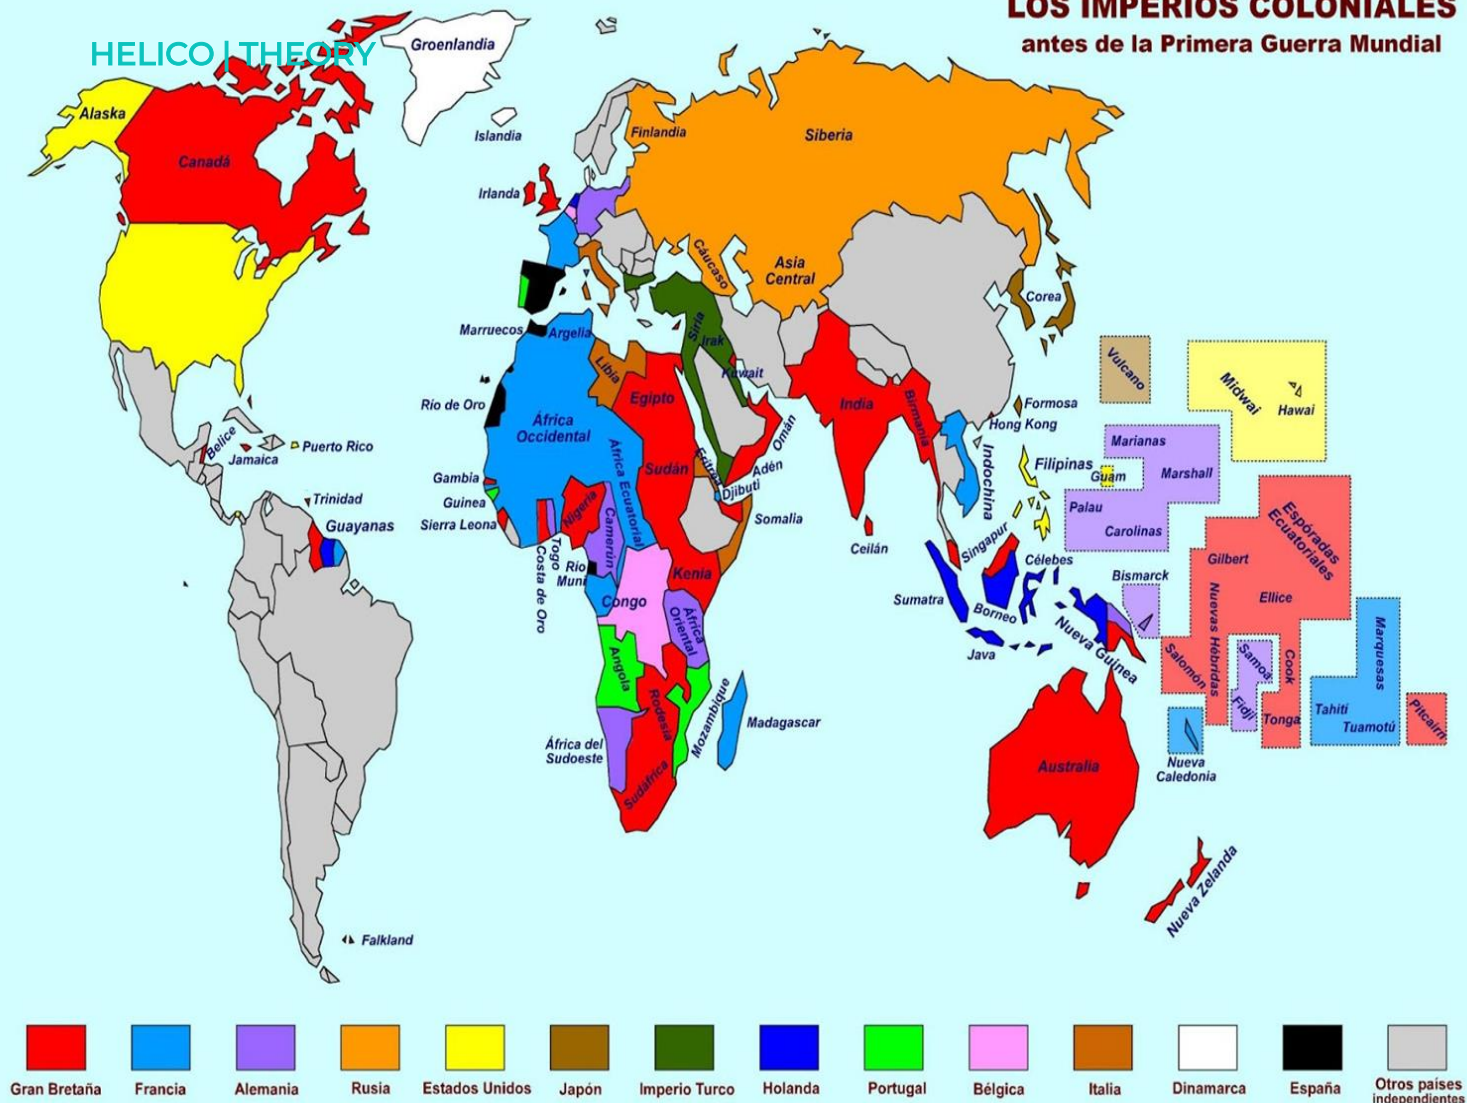 LOS IMPERIOS COLONIALES
antes de la Primera Guerra Mundial
HELICO | THEORY
Groenlandia
Alaska
Islandia
Finlandia
Siberia
Canadá
Irlanda
Cáucaso
Asia
Central
Corea
Marruecos
Argelia
Siria
Irak
Libia
Kuwait
Vulcano
Midwai
Hawai
Río de Oro
África
Occidental
Egipto
India
Birmania
Formosa
Hong Kong
Omán
Belice
Jamaica
Puerto Rico
Marianas
Marshall
Guam
Palau
Carolinas
Filipinas
Indochina
África Ecuatorial
Sudán
Eritrea
Adén
Djibuti
Gambia
Guinea
Sierra Leona
Nigeria
Camerún
Somalia
Trinidad
Guayanas
Costa de Oro
Togo
Río
Muni
Congo
Kenia
Ceilán
Singapur
Célebes
Espóradas
Ecuatoriales
Gilbert
Ellice
Bismarck
Sumatra
Borneo
Java
Nueva Guinea
África
Oriental
Angola
Salomón
Nuevas Hébridas
Samoa
Fidji
Cook
Tonga
Marquesas
Tahití
Tuamotú
Pitcairn
Rodesia
Mozambique
Madagascar
África del
Sudoeste
Sudáfrica
Australia
Nueva
Caledonia
Nueva Zelanda
Falkland
Gran Bretaña
Francia
Alemania
Rusia
Estados Unidos
Japón
Imperio Turco
Holanda
Portugal
Bélgica
Italia
Dinamarca
España
Otros países
independientes